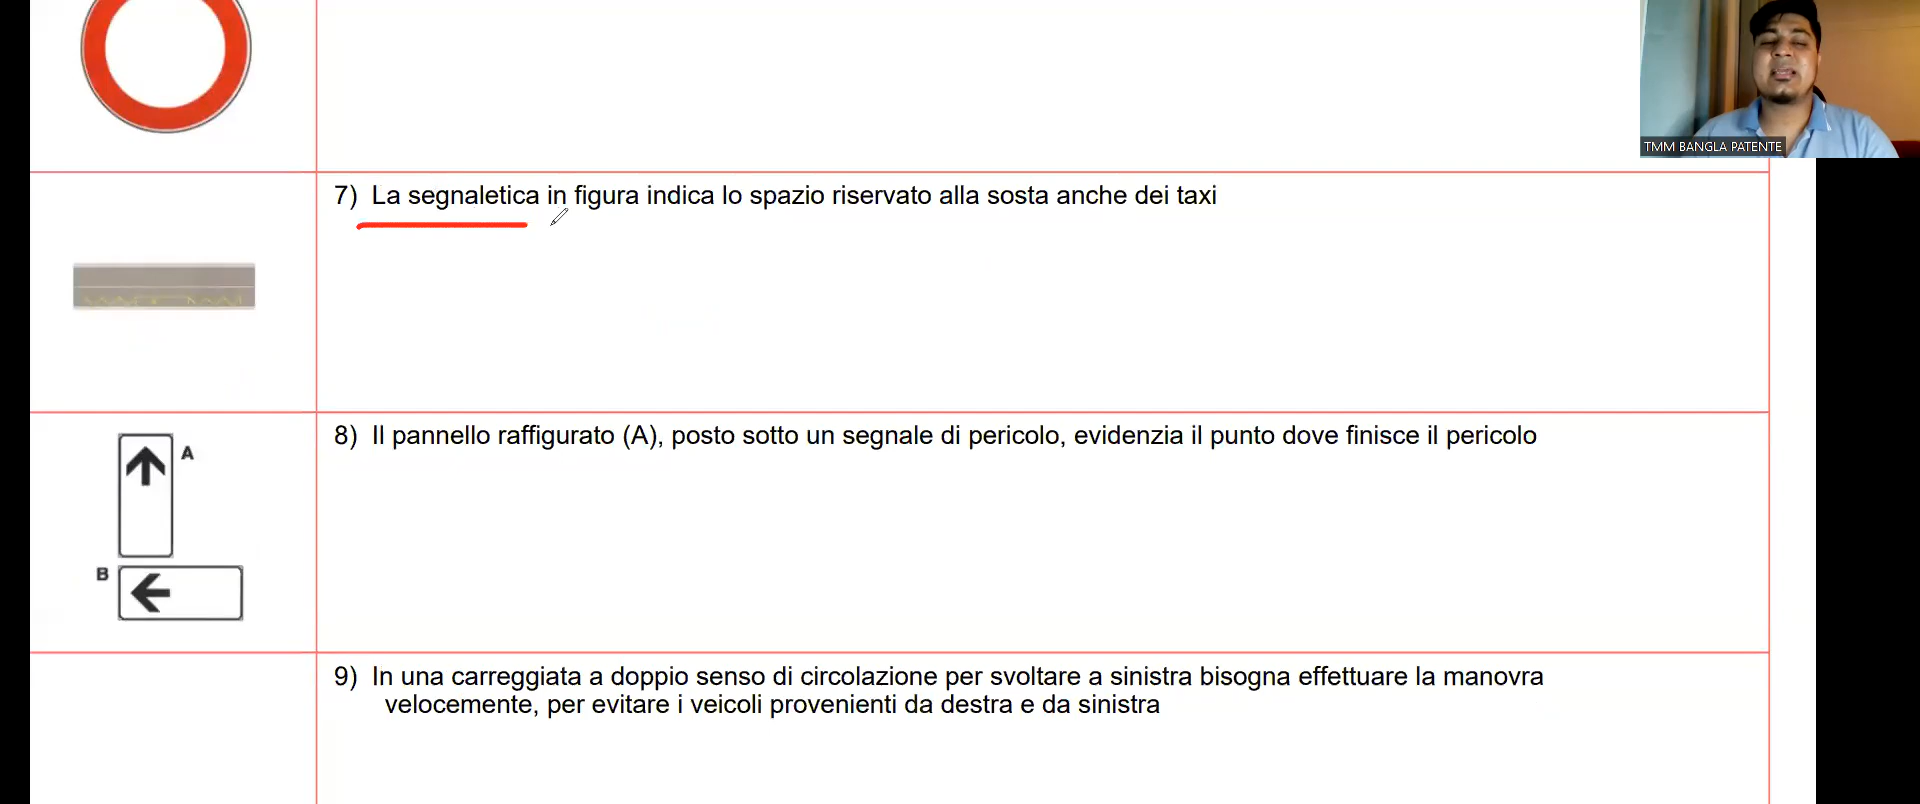 TMM BANGLA PATENTE
7) La segnaletica in figura indica lo spazio riservato alla sosta anche dei taxi
8) Il pannello raffigurato (A), posto sotto un segnale di pericolo, evidenzia il punto dove finisce il pericolo
A
B
9) In una carreggiata a doppio senso di circolazione per svoltare a sinistra bisogna effettuare la manovra
velocemente, per evitare i veicoli provenienti da destra e da sinistra